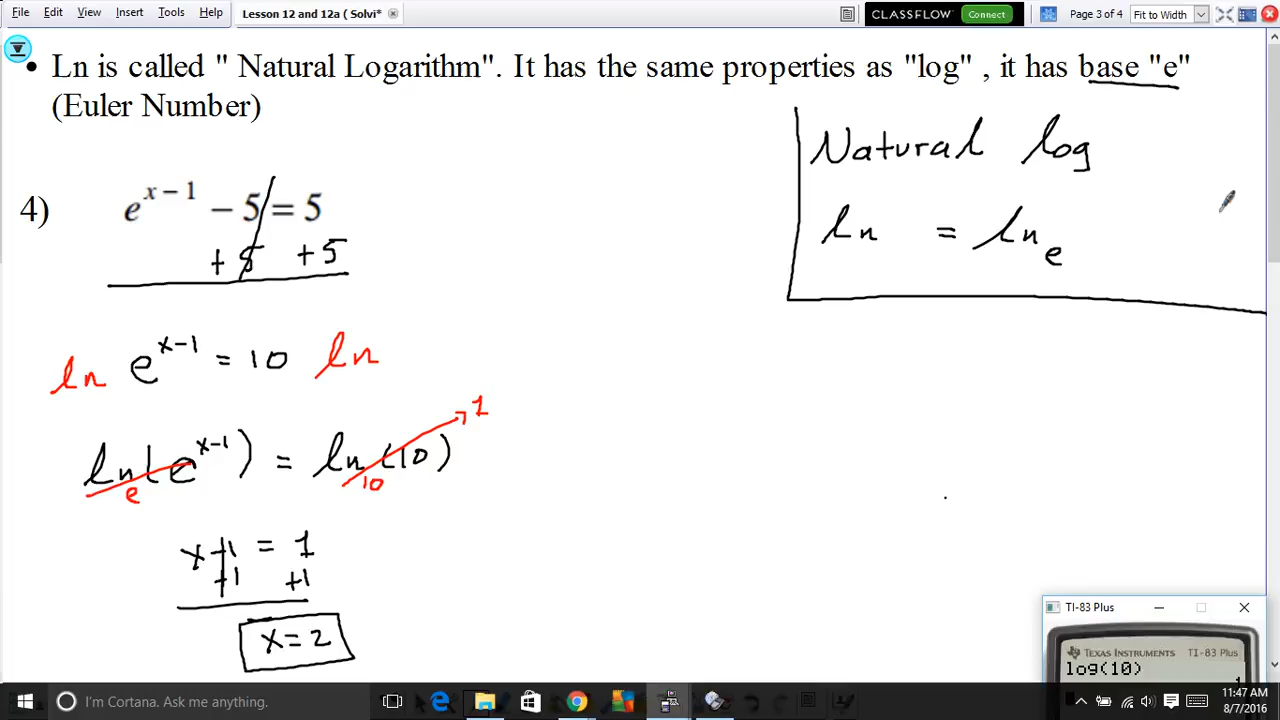 File Edit View Insert Tools Help Lesson 12 and 12a ( Solvi* CLASSFLOW Connect Page 3 of 4 Fit to Width
• Ln is called " Natural Logarithm". It has the same properties as "log" , it has base "e"
(Euler Number)
Natural log
ln = ln e
4) e^{x-1} - 5 = 5
+5 +5
ln e^{x-1} = 10 ln
1
ln(e^{x-1}) = ln(10)
e 10
x-1 = 1
+1 +1
x=2
TI-83 Plus
TEXAS INSTRUMENTS TI-83 Plus
log(10)
1
I'm Cortana. Ask me anything.
11:47 AM
8/7/2016